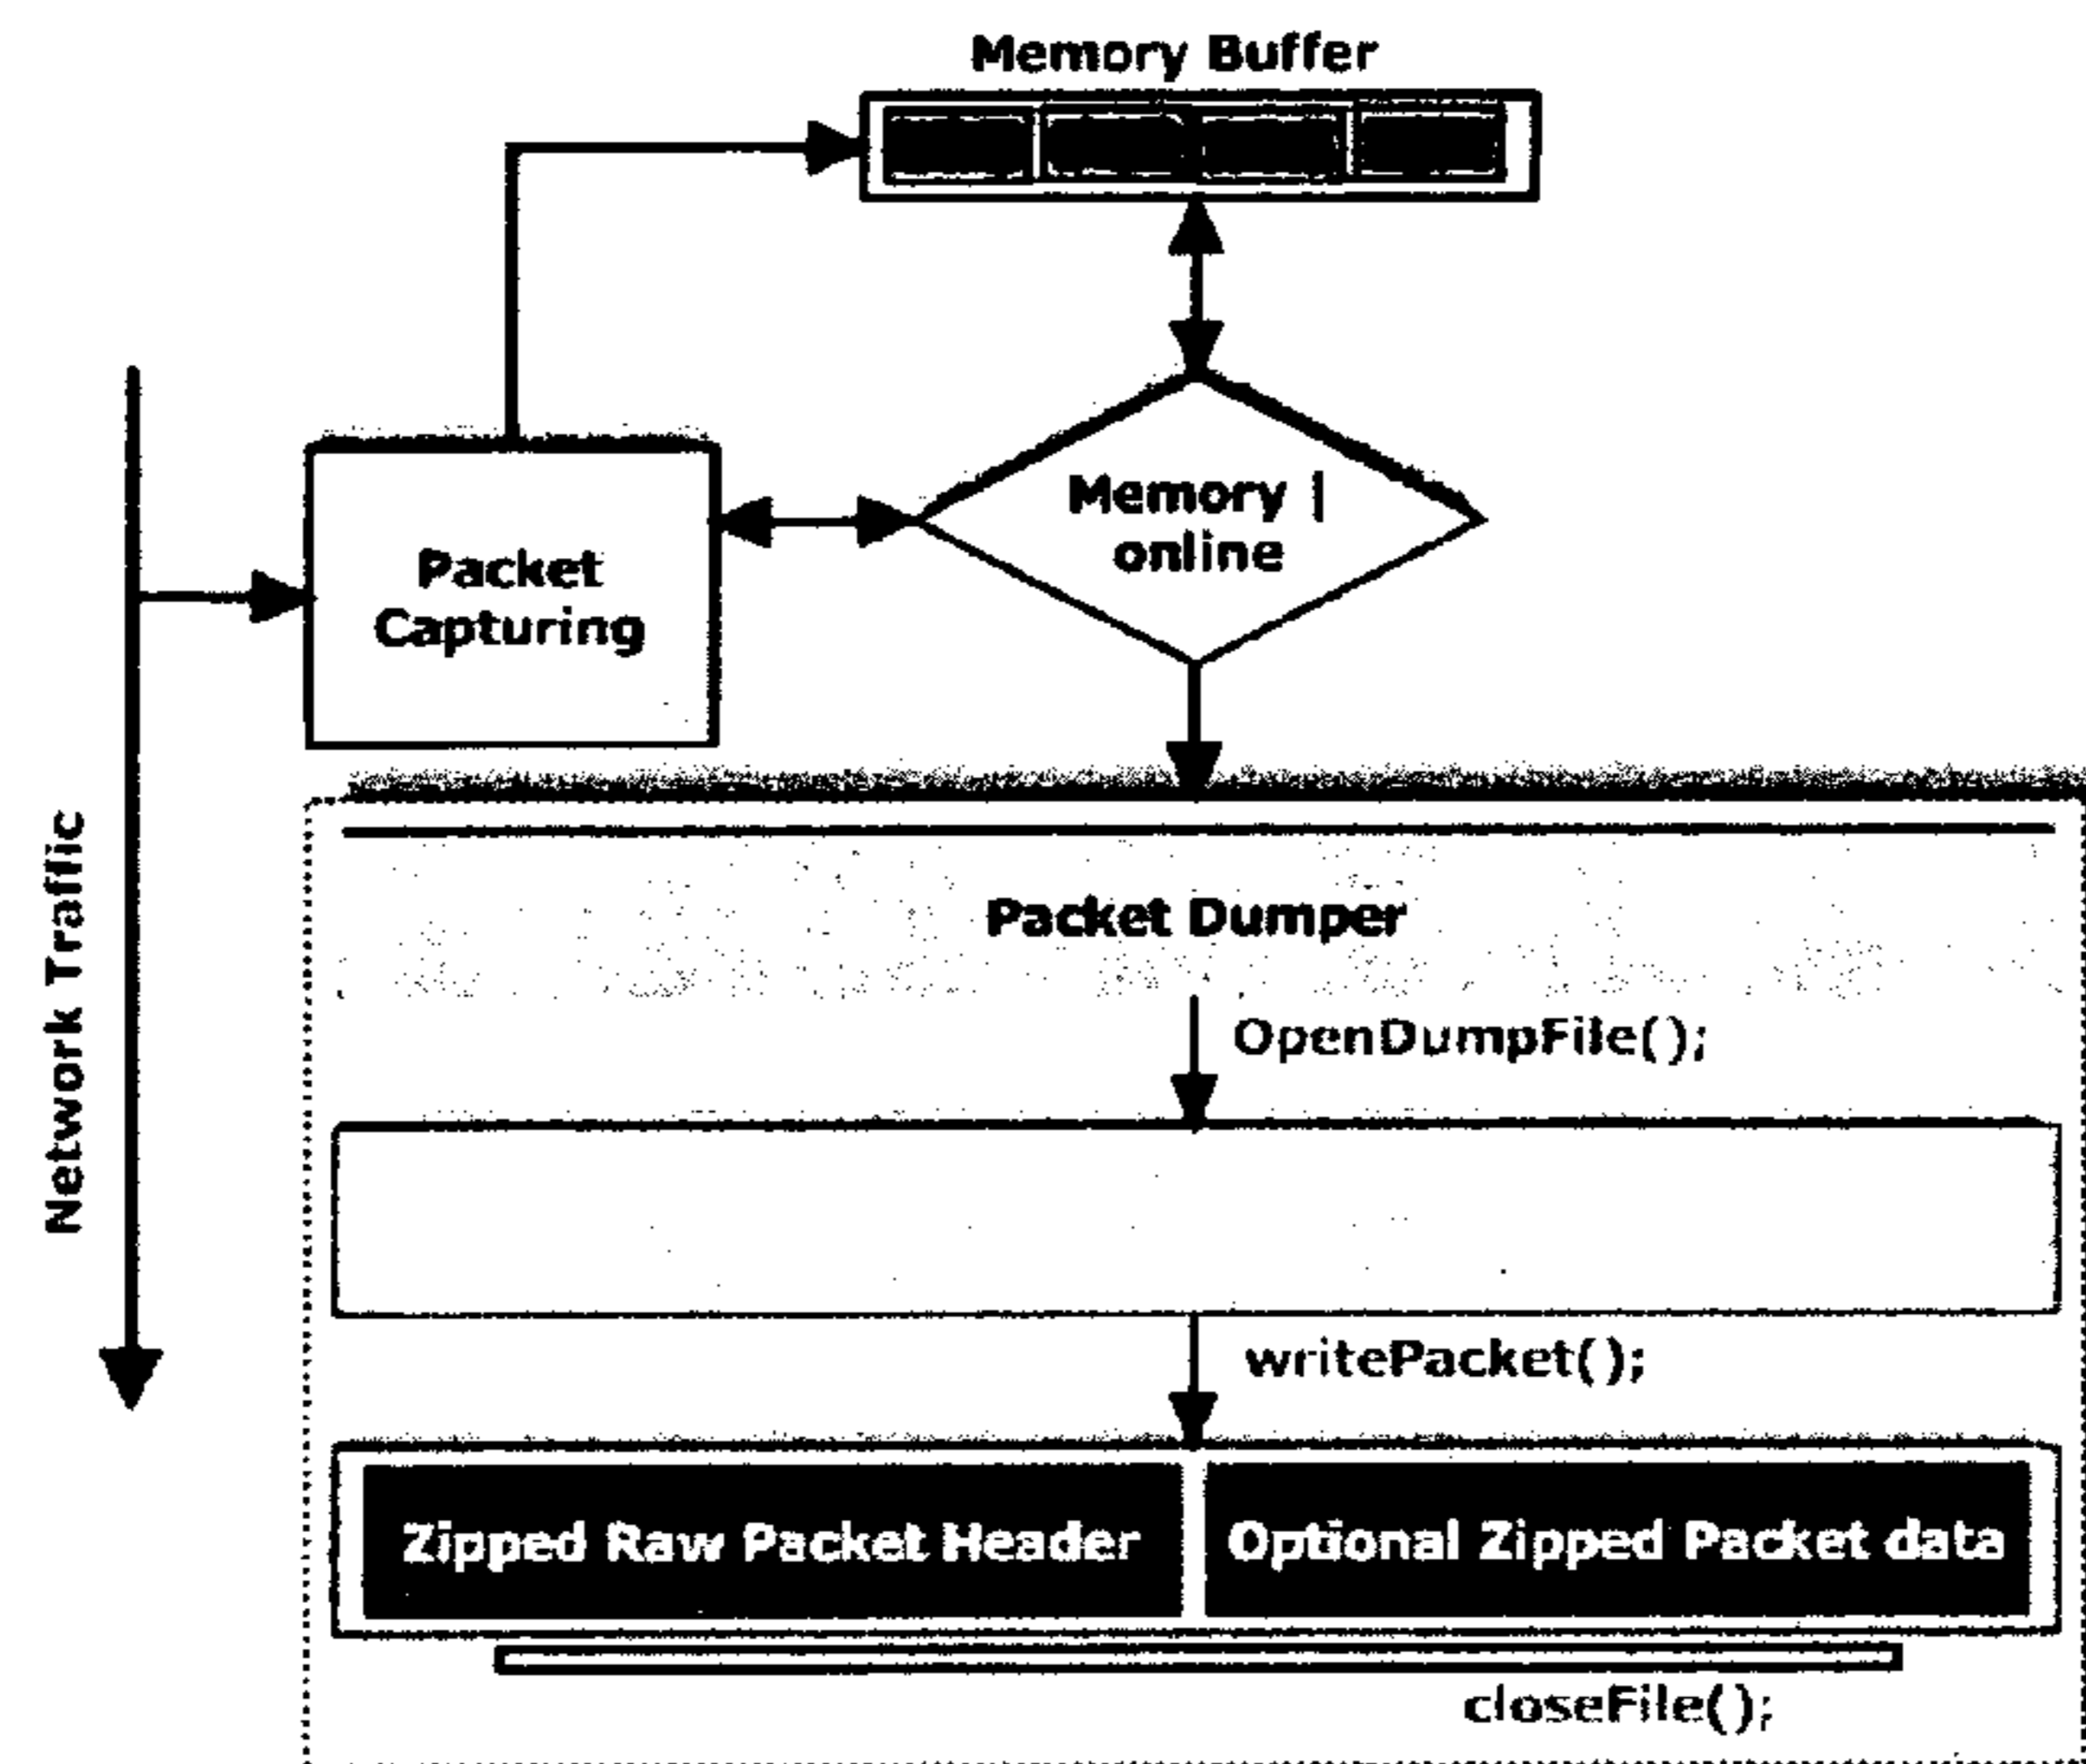 Memory Buffer
Memory |
online
Packet
Capturing
Network Traffic
Packet Dumper
OpenDumpFile();
writePacket();
Zipped Raw Packet Header
Optional Zipped Packet data
closeFile();